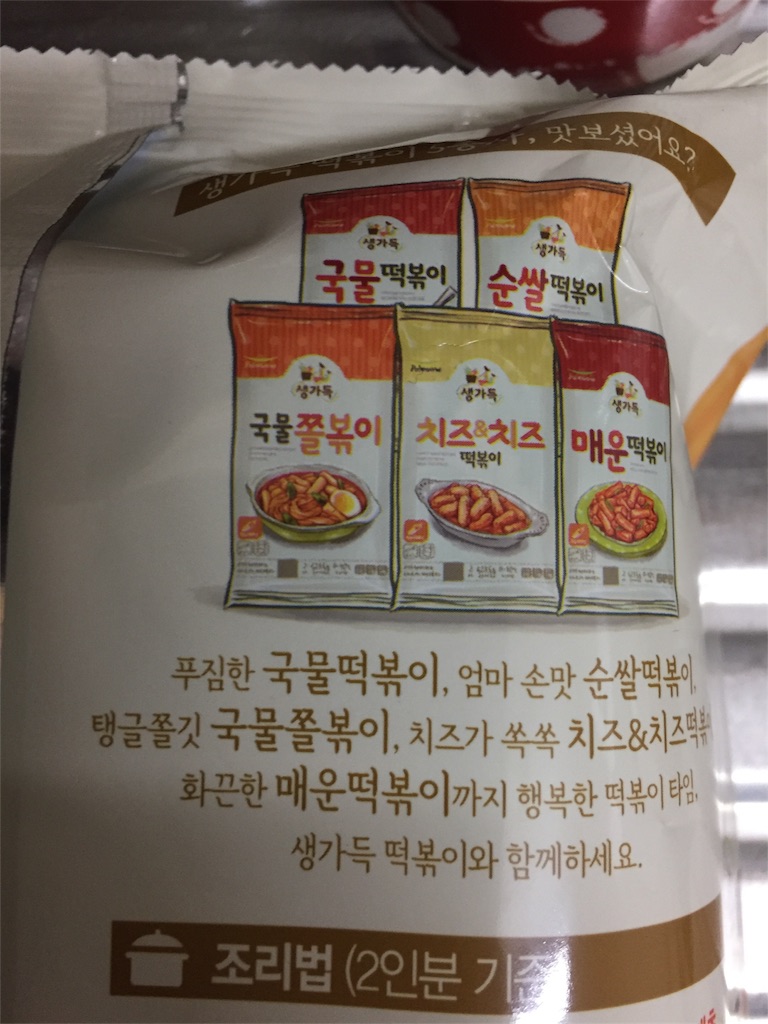 생가득 떡볶이 맛보셨어요?
생가득
국물떡볶이
생가득
순쌀떡볶이
Pulmuone
생가득
국물쫄볶이
Pulmuone
생가득
치즈&치즈
떡볶이
생가득
매운떡볶이
푸짐한 국물떡볶이, 엄마 손맛 순쌀떡볶이,
탱글쫄깃 국물쫄볶이, 치즈가 쏙쏙 치즈&치즈떡볶
화끈한 매운떡볶이까지 행복한 떡볶이 타임,
생가득 떡볶이와 함께하세요.
조리법 (2인분 기준